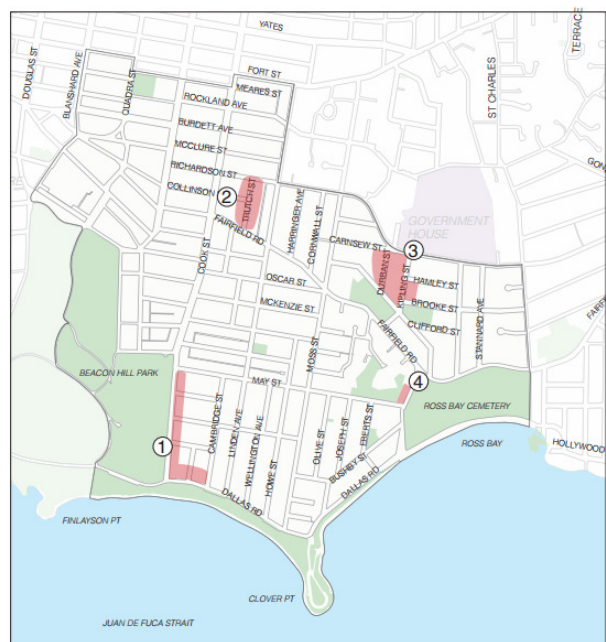 YATES
TERRACE
DOUGLAS ST
BLANSHARD AVE
QUADRA ST
FORT ST
MEARES ST
ST CHARLES
ROCKLAND AVE
BURDETT AVE
MCCLURE ST
RICHARDSON ST
COLLINSON
2
TRUTCH ST
FAIRFIELD RD
HARRINGER AVE
CORNWALL ST
GOVERNMENT
HOUSE
CARNSEW ST
3
COOK ST
OSCAR ST
DURBAN ST
KIPLING ST
HAMLEY ST
BROOKE ST
CLIFFORD ST
STANNARD AVE
MCKENZIE ST
MOSS ST
FAIRFIELD RD
BEACON HILL PARK
MAY ST
4
ROSS BAY CEMETERY
CAMBRIDGE ST
LINDEN AVE
WELLINGTON AVE
HOWE ST
OLIVE ST
JOSEPH ST
EBERTS ST
BUSHBY ST
DALLAS RD
ROSS BAY
HOLLYWOOD
1
DALLAS RD
FINLAYSON PT
CLOVER PT
JUAN DE FUCA STRAIT